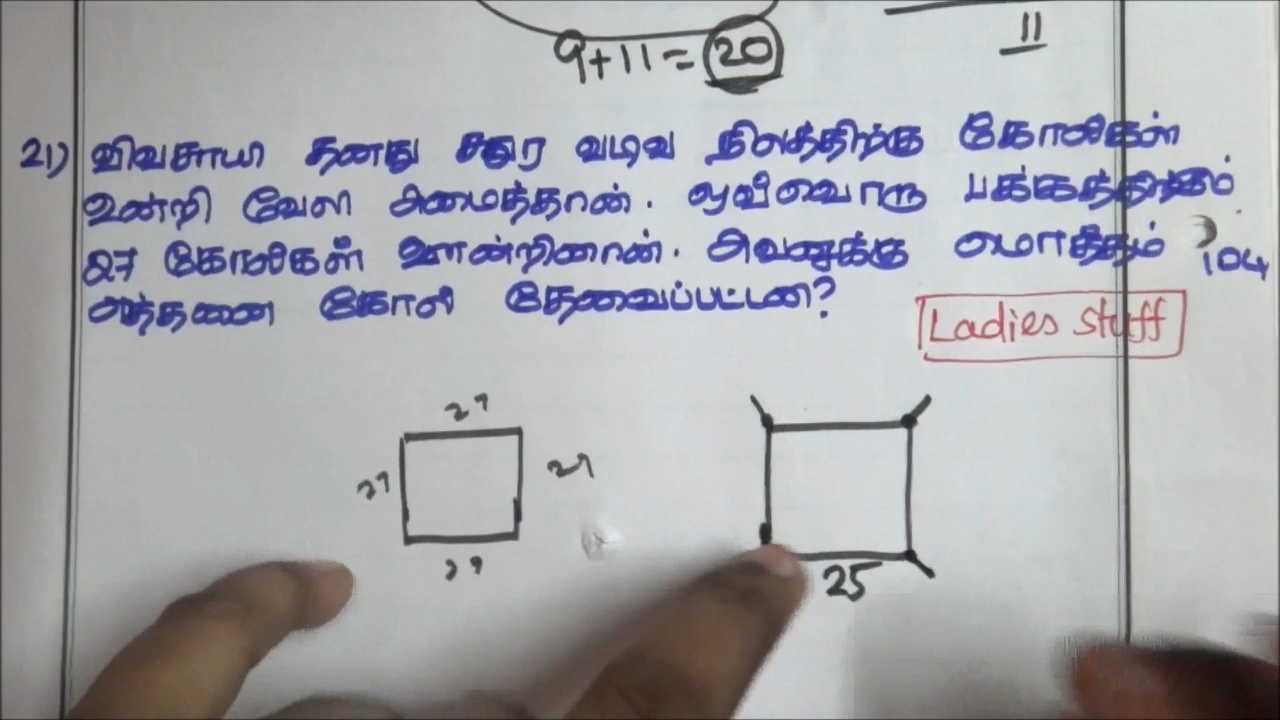 9+11=20
11
21) விவசாயி தனது சதுர வடிவ நிலத்திற்கு கோலிகள்
ஊன்றி வேலி அமைத்தான். ஒவ்வொரு பக்கத்திற்கும்
27 கோலிகள் ஊன்றினான். அவனுக்கு மொத்தம்
104
எத்தனை கோலி தேவைப்பட்டன?
Ladies stuff
27
27
27
27
25